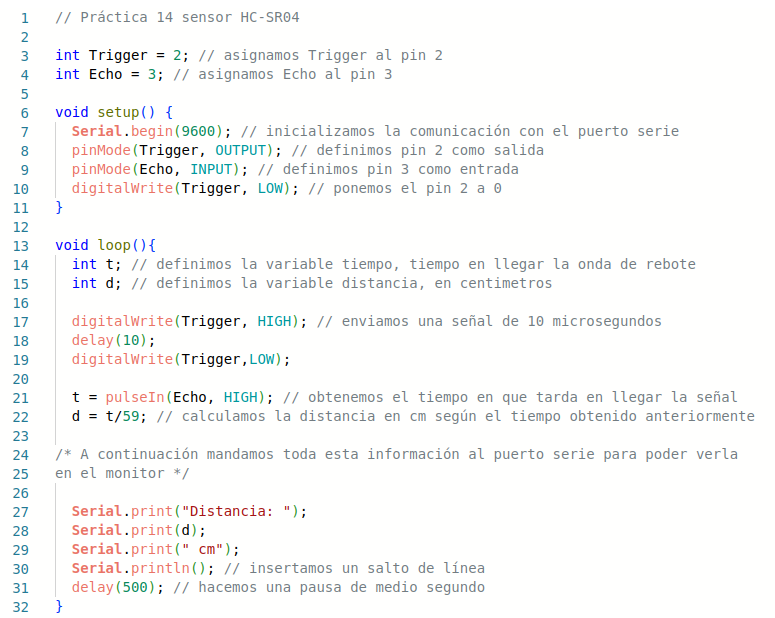 1 // Práctica 14 sensor HC-SR04
2
3 int Trigger = 2; // asignamos Trigger al pin 2
4 int Echo = 3; // asignamos Echo al pin 3
5
6 void setup() {
7   Serial.begin(9600); // inicializamos la comunicación con el puerto serie
8   pinMode(Trigger, OUTPUT); // definimos pin 2 como salida
9   pinMode(Echo, INPUT); // definimos pin 3 como entrada
10   digitalWrite(Trigger, LOW); // ponemos el pin 2 a 0
11 }
12
13 void loop(){
14   int t; // definimos la variable tiempo, tiempo en llegar la onda de rebote
15   int d; // definimos la variable distancia, en centimetros
16
17   digitalWrite(Trigger, HIGH); // enviamos una señal de 10 microsegundos
18   delay(10);
19   digitalWrite(Trigger,LOW);
20
21   t = pulseIn(Echo, HIGH); // obtenemos el tiempo en que tarda en llegar la señal
22   d = t/59; // calculamos la distancia en cm según el tiempo obtenido anteriormente
23
24 /* A continuación mandamos toda esta información al puerto serie para poder verla
25 en el monitor */
26
27   Serial.print("Distancia: ");
28   Serial.print(d);
29   Serial.print(" cm");
30   Serial.println(); // insertamos un salto de línea
31   delay(500); // hacemos una pausa de medio segundo
32 }